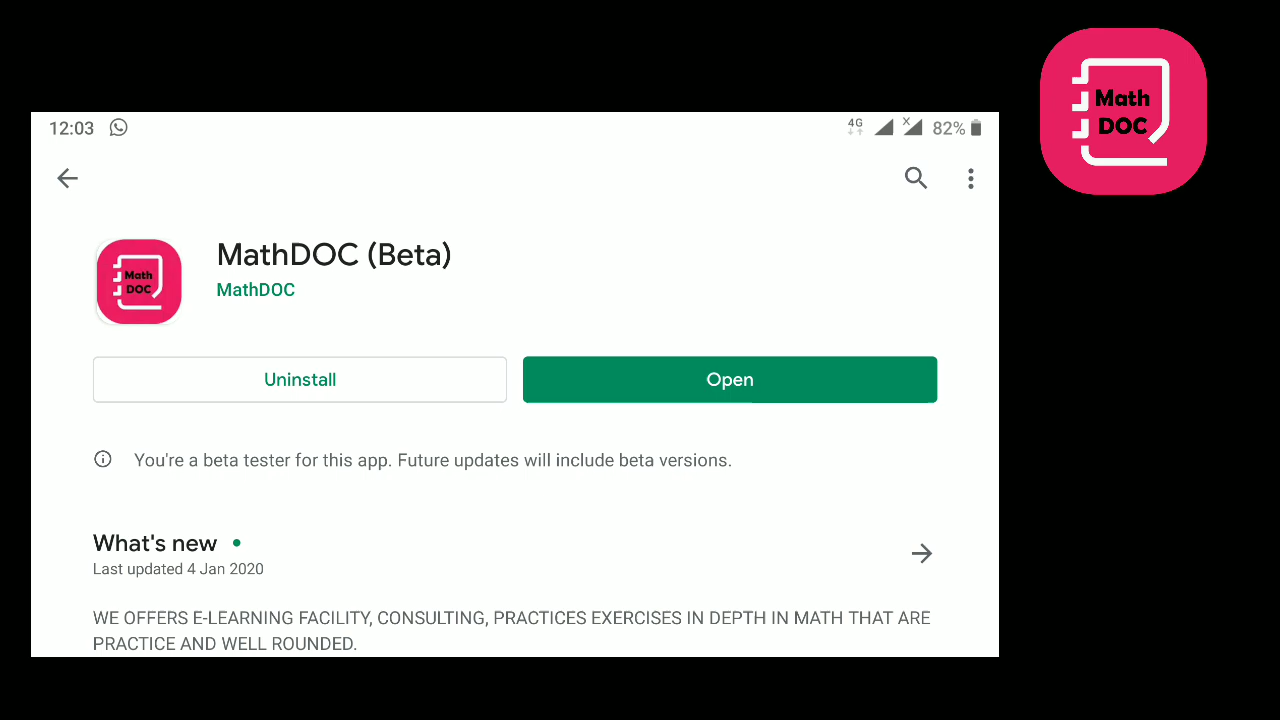 Math
DOC
12:03
4G
X
82%
MathDOC (Beta)
MathDOC
Math
DOC
Uninstall
Open
You're a beta tester for this app. Future updates will include beta versions.
What's new
Last updated 4 Jan 2020
WE OFFERS E-LEARNING FACILITY, CONSULTING, PRACTICES EXERCISES IN DEPTH IN MATH THAT ARE
PRACTICE AND WELL ROUNDED.